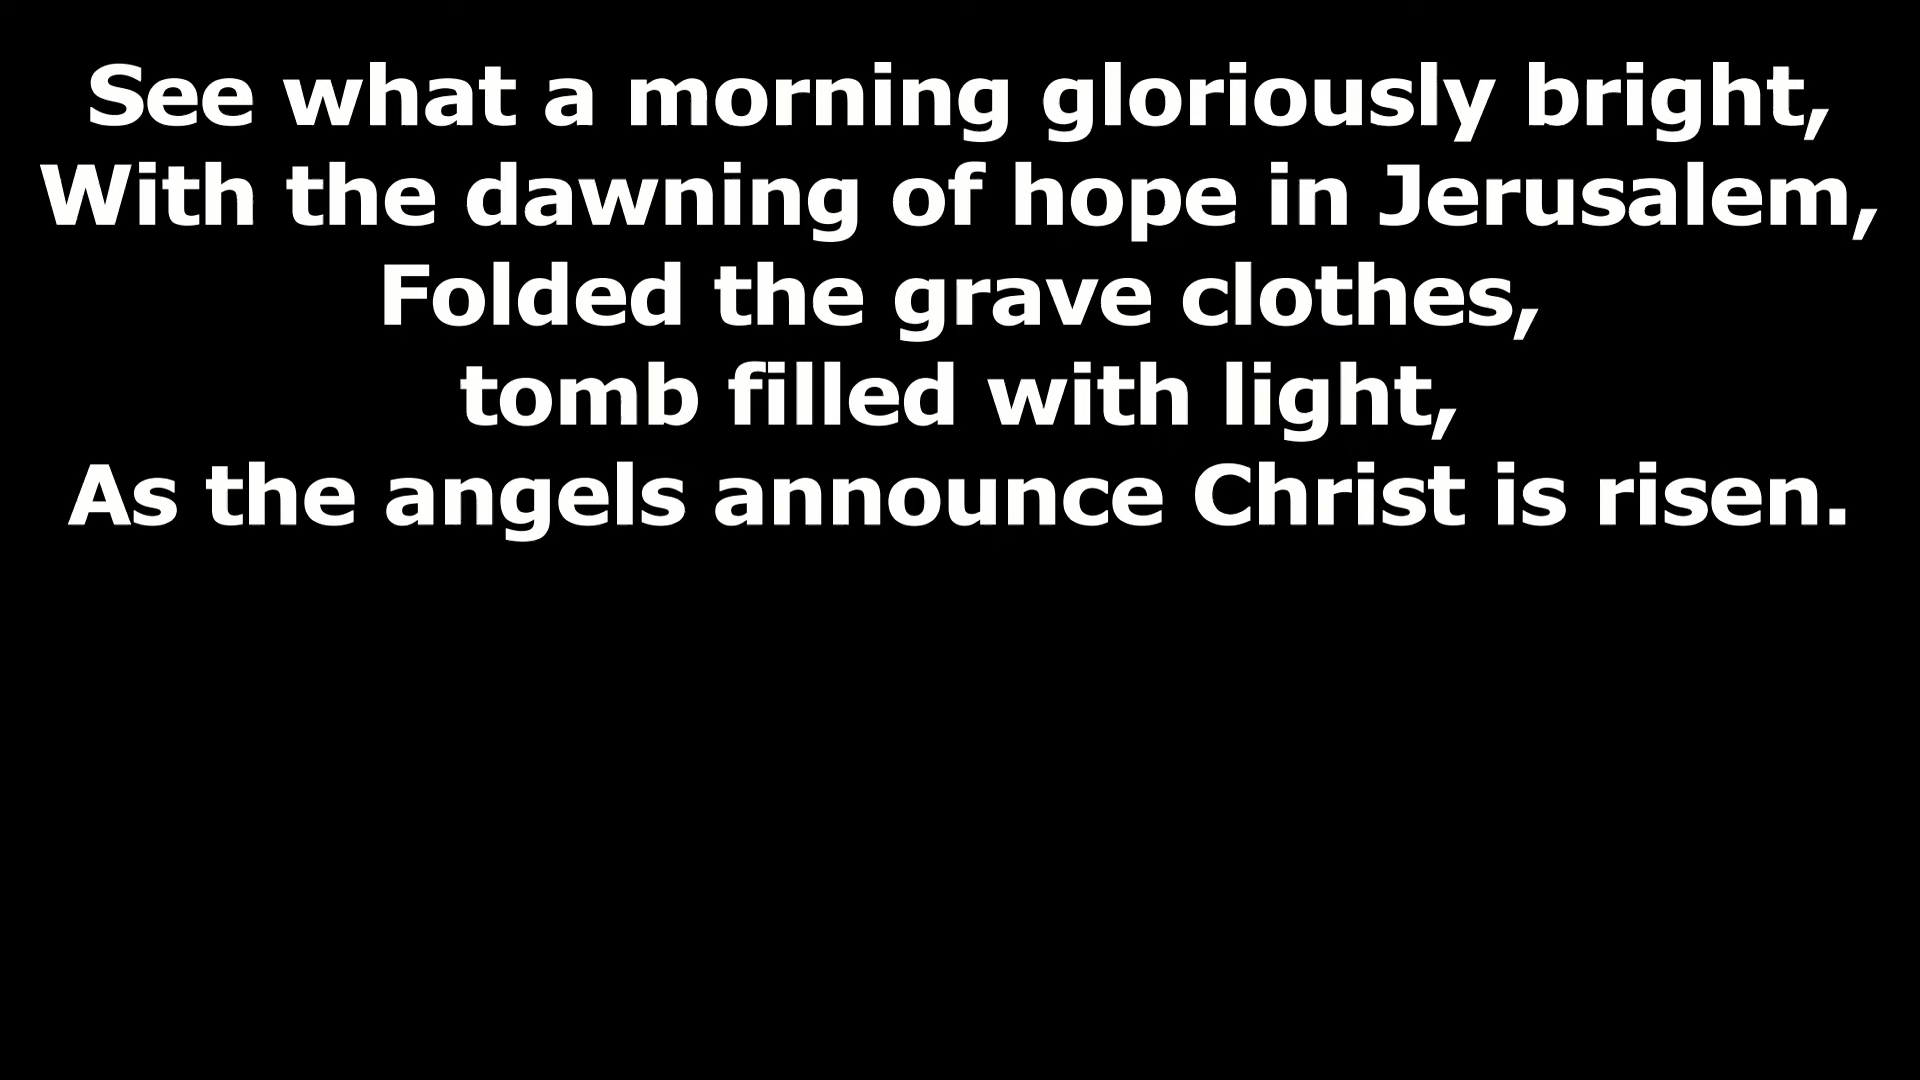 See what a morning gloriously bright,
With the dawning of hope in Jerusalem,
Folded the grave clothes,
tomb filled with light,
As the angels announce Christ is risen.